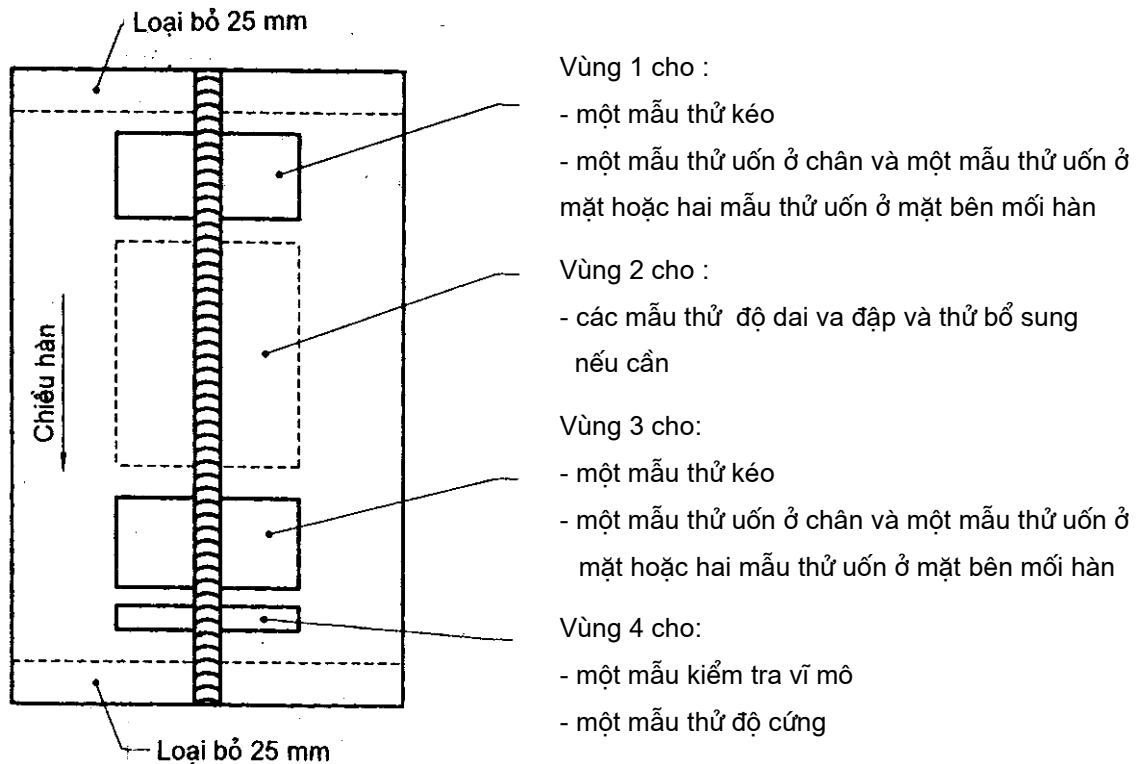 Loại bỏ 25 mm
Vùng 1 cho :
- một mẫu thử kéo
- một mẫu thử uốn ở chân và một mẫu thử uốn ở
mặt hoặc hai mẫu thử uốn ở mặt bên mối hàn
Vùng 2 cho :
- các mẫu thử độ dai va đập và thử bổ sung
nếu cần
Chiều hàn
Vùng 3 cho:
- một mẫu thử kéo
- một mẫu thử uốn ở chân và một mẫu thử uốn ở
mặt hoặc hai mẫu thử uốn ở mặt bên mối hàn
Vùng 4 cho:
- một mẫu kiểm tra vĩ mô
- một mẫu thử độ cứng
Loại bỏ 25 mm